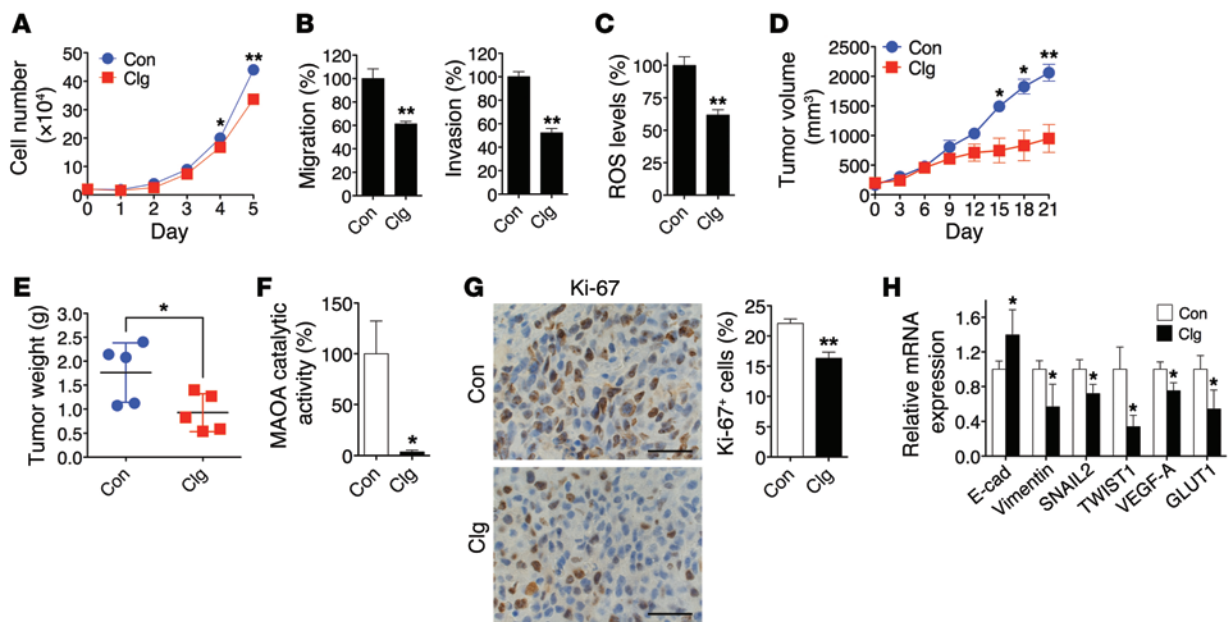 A
Cell number
(×10⁴)
50
40
30
20
10
0
Con
Clg
*
**
0 1 2 3 4 5
Day
B
Migration (%)
120
100
80
60
40
20
0
**
Con
Clg
Invasion (%)
120
100
80
60
40
20
0
**
Con
Clg
C
ROS levels (%)
125
100
75
50
25
0
**
Con
Clg
D
Tumor volume
(mm³)
2500
2000
1500
1000
500
0
Con
Clg
*
*
**
0 3 6 9 12 15 18 21
Day
E
Tumor weight (g)
3.0
2.5
2.0
1.5
1.0
0.5
0.0
*
Con
Clg
F
MAOA catalytic
activity (%)
150
100
50
0
*
Con
Clg
G
Ki-67
Con
Clg
Ki-67⁺ cells (%)
25
20
15
10
5
0
**
Con
Clg
H
Relative mRNA
expression
1.6
1.2
0.8
0.4
0.0
Con
Clg
*
*
*
*
*
*
E-cad
Vimentin
SNAIL2
TWIST1
VEGF-A
GLUT1